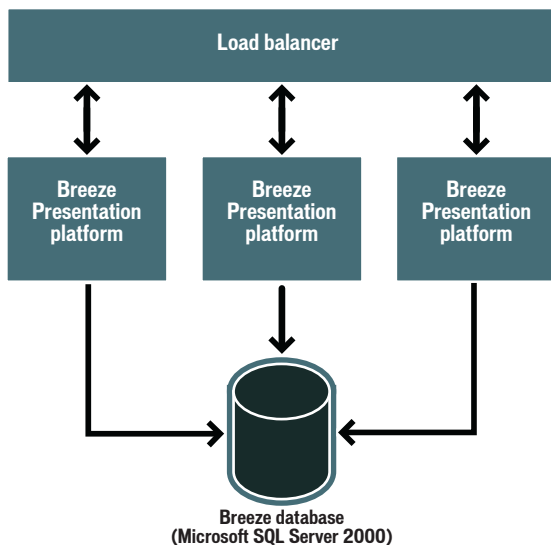 Load balancer
Breeze
Presentation
platform
Breeze
Presentation
platform
Breeze
Presentation
platform
Breeze database
(Microsoft SQL Server 2000)